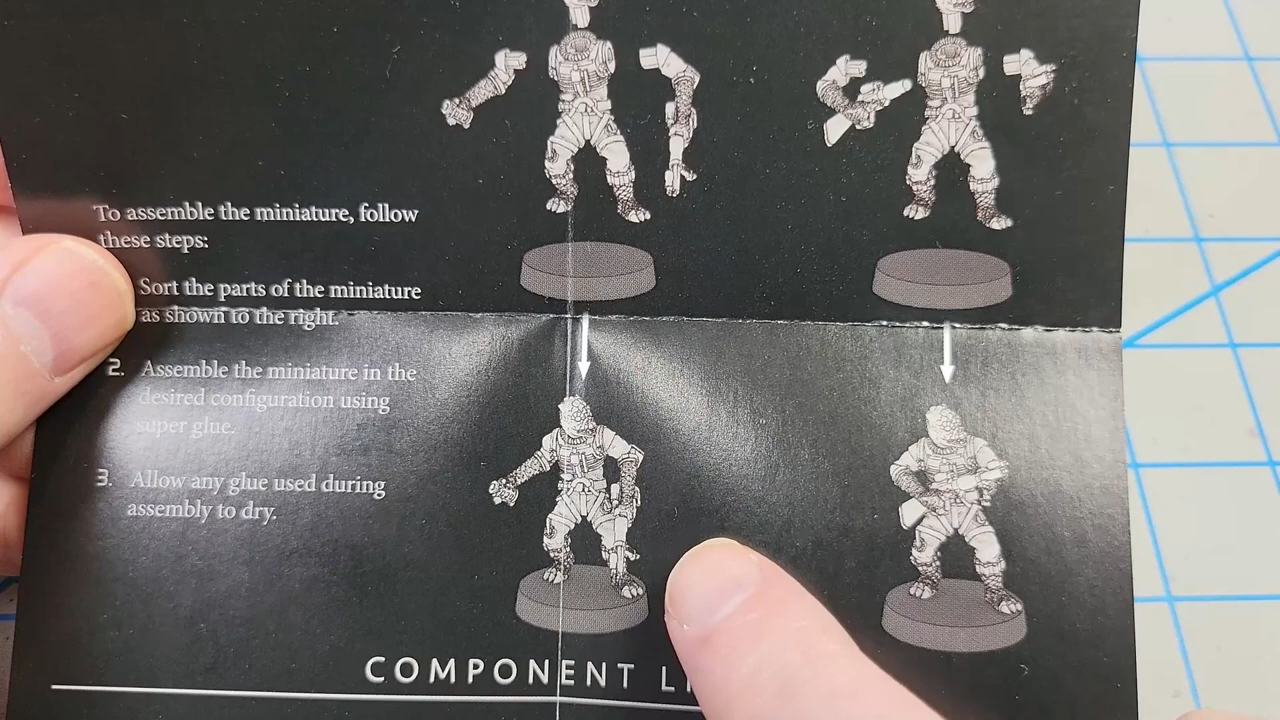 To assemble the miniature, follow
these steps:
Sort the parts of the miniature
as shown to the right.
2. Assemble the miniature in the
desired configuration using
super glue.
3. Allow any glue used during
assembly to dry.
COMPONENT